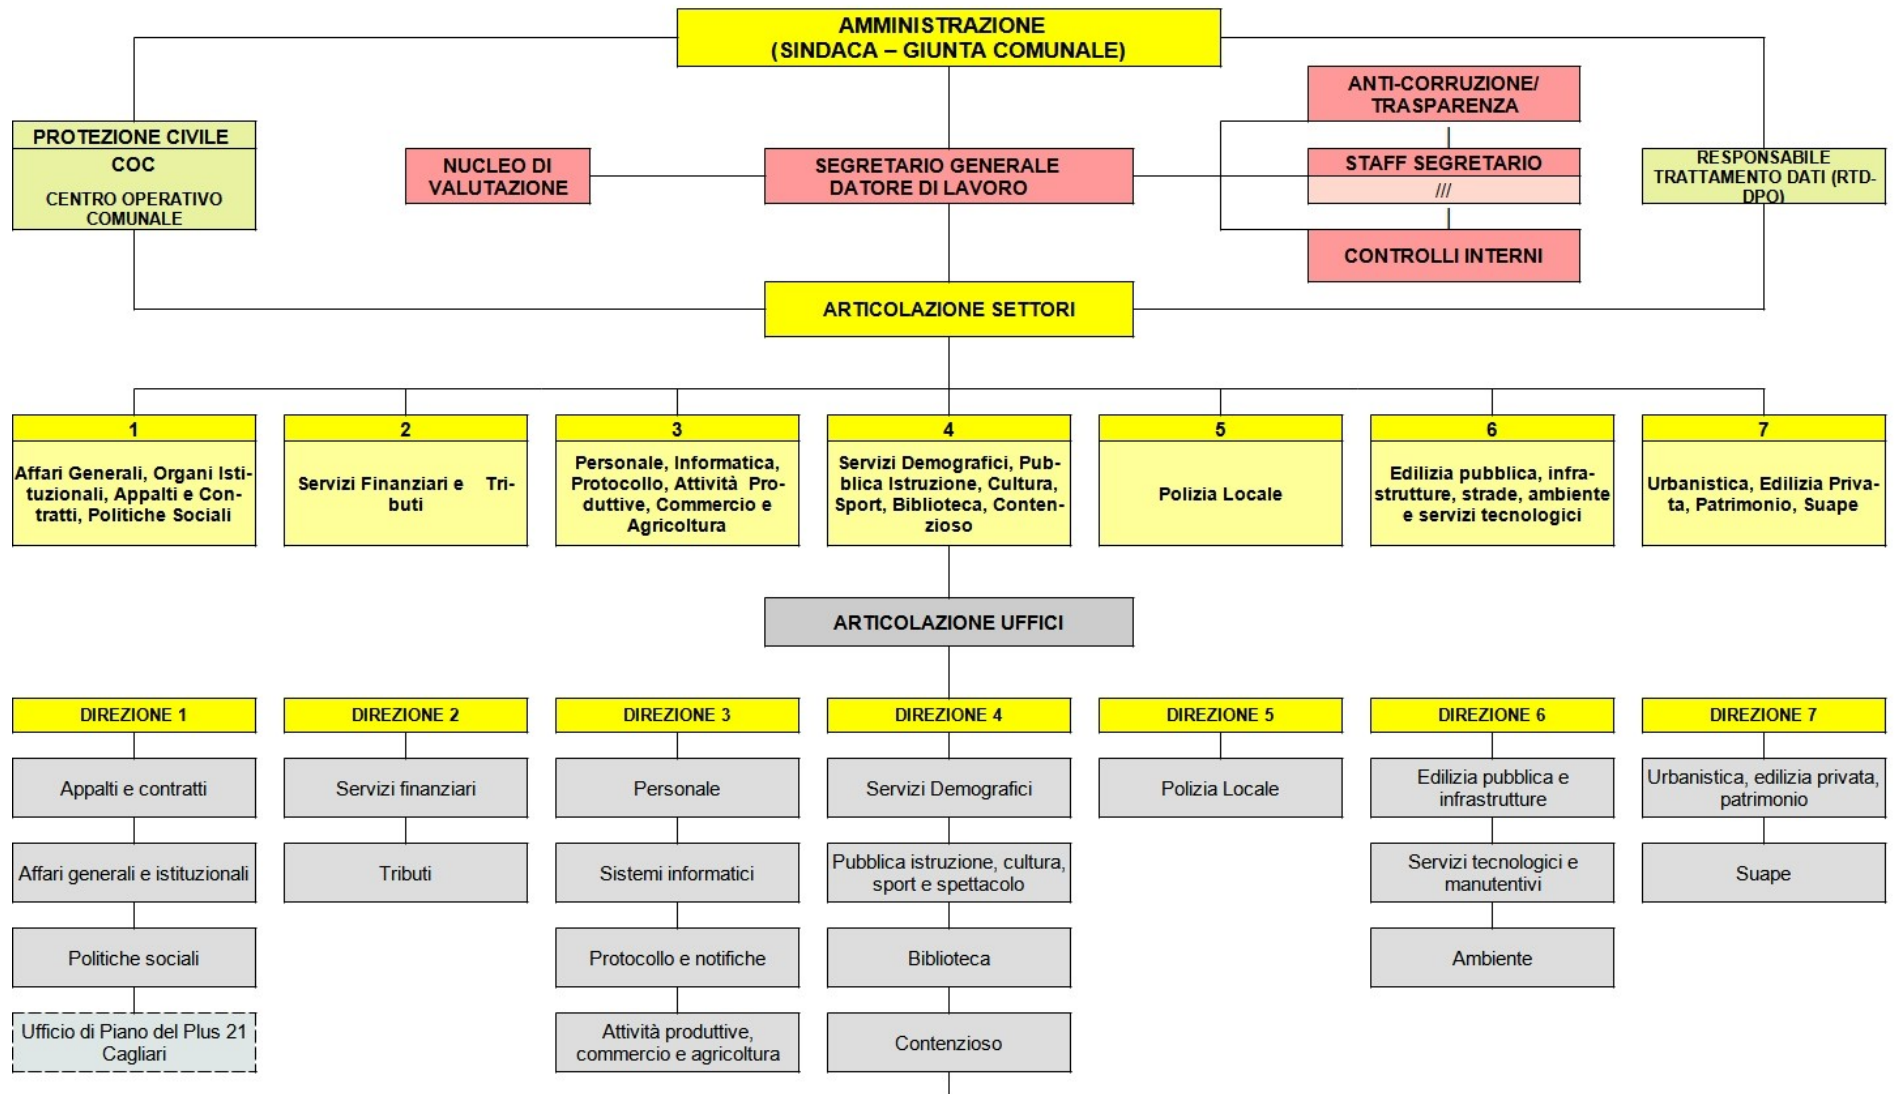 AMMINISTRAZIONE
(SINDACA – GIUNTA COMUNALE)
ANTI-CORRUZIONE/
TRASPARENZA
PROTEZIONE CIVILE
COC
CENTRO OPERATIVO
COMUNALE
NUCLEO DI
VALUTAZIONE
SEGRETARIO GENERALE
DATORE DI LAVORO
STAFF SEGRETARIO
///
RESPONSABILE
TRATTAMENTO DATI (RTD-
DPO)
CONTROLLI INTERNI
ARTICOLAZIONE SETTORI
1
Affari Generali, Organi Isti-
tuzionali, Appalti e Con-
tratti, Politiche Sociali
2
Servizi Finanziari e Tri-
buti
3
Personale, Informatica,
Protocollo, Attività Pro-
duttive, Commercio e
Agricoltura
4
Servizi Demografici, Pub-
blica Istruzione, Cultura,
Sport, Biblioteca, Conten-
zioso
5
Polizia Locale
6
Edilizia pubblica, infra-
strutture, strade, ambiente
e servizi tecnologici
7
Urbanistica, Edilizia Priva-
ta, Patrimonio, Suape
ARTICOLAZIONE UFFICI
DIREZIONE 1
Appalti e contratti
Affari generali e istituzionali
Politiche sociali
Ufficio di Piano del Plus 21
Cagliari
DIREZIONE 2
Servizi finanziari
Tributi
DIREZIONE 3
Personale
Sistemi informatici
Protocollo e notifiche
Attività produttive,
commercio e agricoltura
DIREZIONE 4
Servizi Demografici
Pubblica istruzione, cultura,
sport e spettacolo
Biblioteca
Contenzioso
DIREZIONE 5
Polizia Locale
DIREZIONE 6
Edilizia pubblica e
infrastrutture
Servizi tecnologici e
manutentivi
Ambiente
DIREZIONE 7
Urbanistica, edilizia privata,
patrimonio
Suape